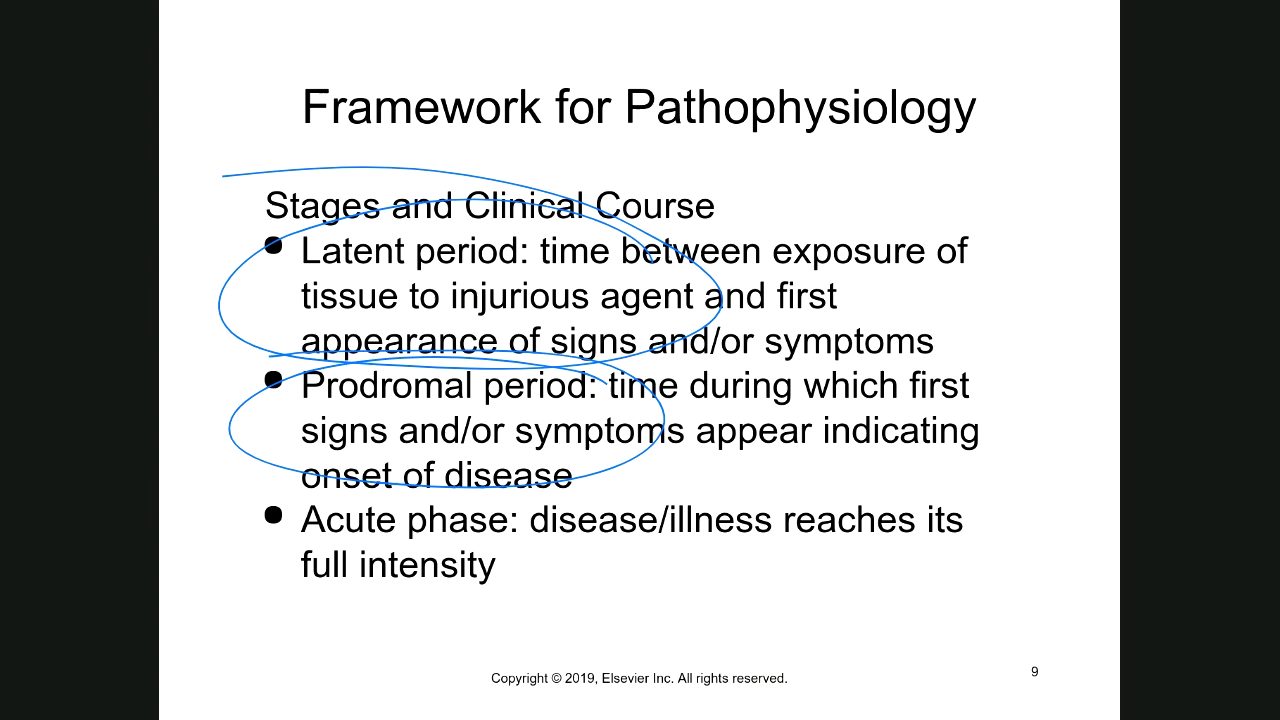 Framework for Pathophysiology
Stages and Clinical Course
• Latent period: time between exposure of
tissue to injurious agent and first
appearance of signs and/or symptoms
• Prodromal period: time during which first
signs and/or symptoms appear indicating
onset of disease
• Acute phase: disease/illness reaches its
full intensity
Copyright © 2019, Elsevier Inc. All rights reserved.
9